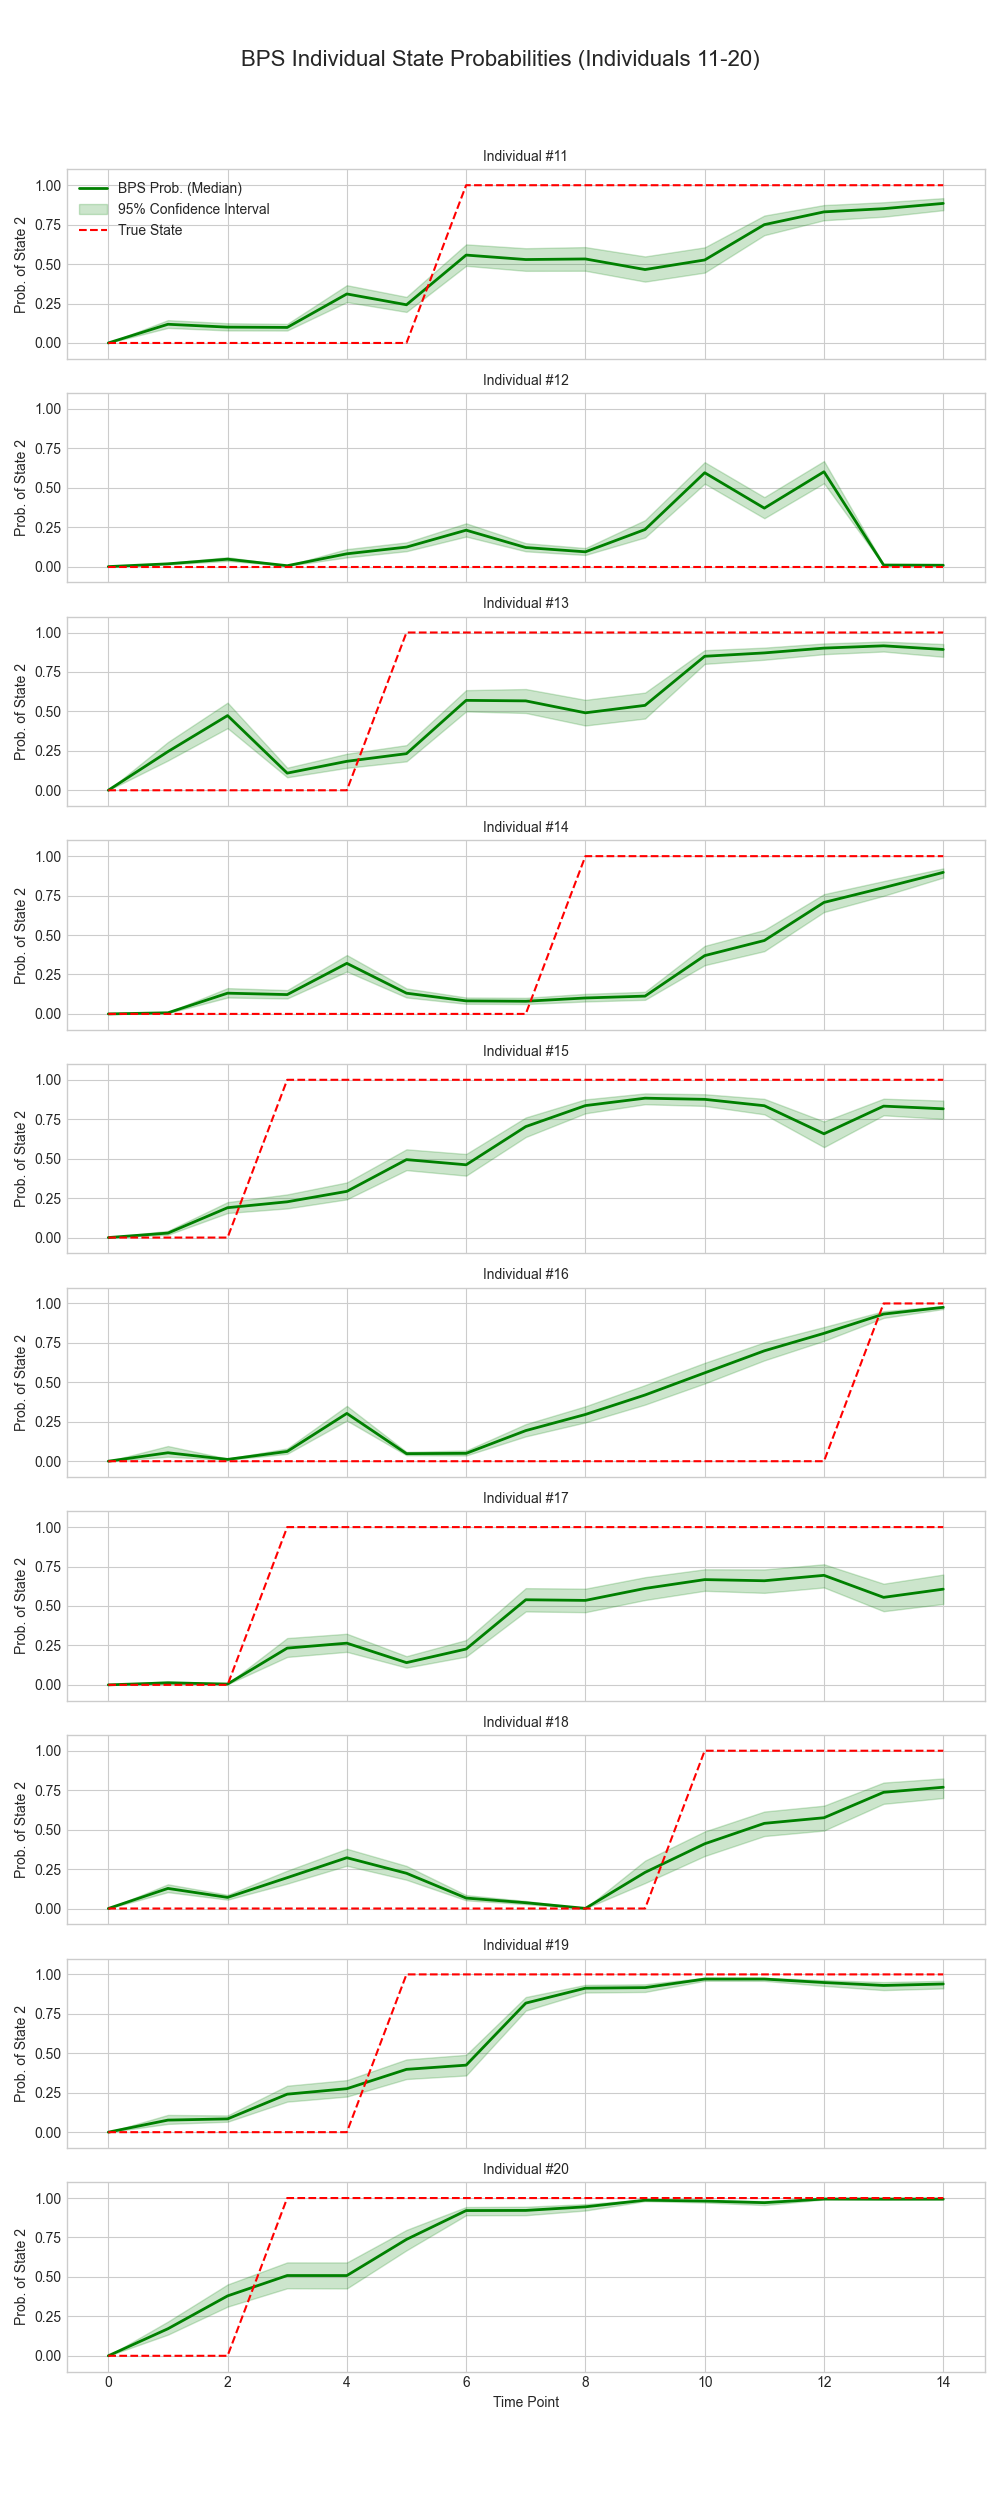 BPS Individual State Probabilities (Individuals 11-20)
Individual #11
BPS Prob. (Median)
95% Confidence Interval
True State
Prob. of State 2
1.00
0.75
0.50
0.25
0.00
Individual #12
Prob. of State 2
1.00
0.75
0.50
0.25
0.00
Individual #13
Prob. of State 2
1.00
0.75
0.50
0.25
0.00
Individual #14
Prob. of State 2
1.00
0.75
0.50
0.25
0.00
Individual #15
Prob. of State 2
1.00
0.75
0.50
0.25
0.00
Individual #16
Prob. of State 2
1.00
0.75
0.50
0.25
0.00
Individual #17
Prob. of State 2
1.00
0.75
0.50
0.25
0.00
Individual #18
Prob. of State 2
1.00
0.75
0.50
0.25
0.00
Individual #19
Prob. of State 2
1.00
0.75
0.50
0.25
0.00
Individual #20
Prob. of State 2
1.00
0.75
0.50
0.25
0.00
0 2 4 6 8 10 12 14
Time Point